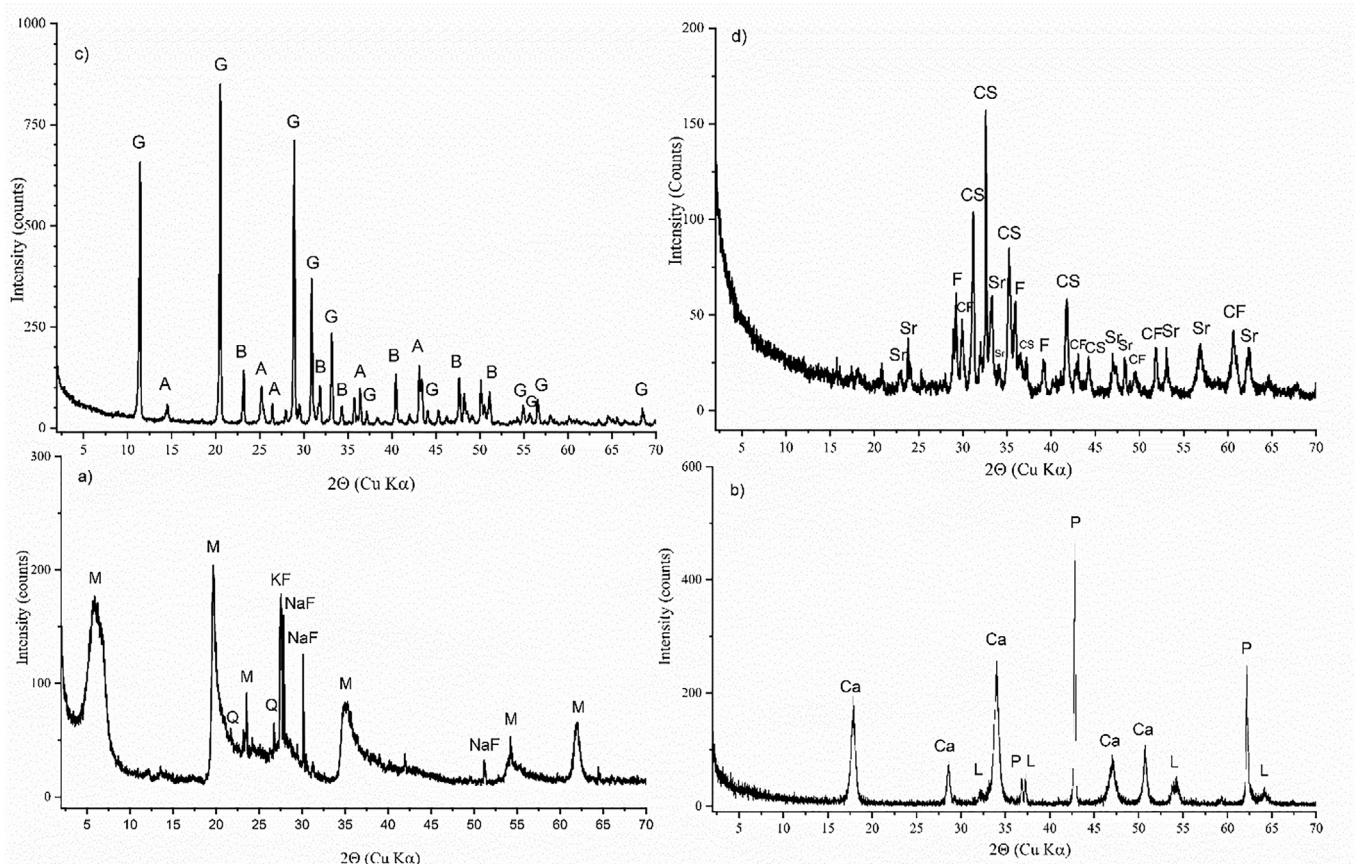 c)
Intensity (counts)
1000
750
500
250
0
G
A
G
B
A
A
G
G
B
G
B
A
G
B
A
G
B
B
G
G
G
G
5 10 15 20 25 30 35 40 45 50 55 60 65 70
2Θ (Cu Kα)
d)
Intensity (Counts)
200
150
100
50
0
Sr
Sr
F
CF
CS
CS
Sr
Sr
CS
F
CS
F
CS
CF
CS
Sr
Sr
CF
CF
Sr
Sr
CF
Sr
5 10 15 20 25 30 35 40 45 50 55 60 65 70
2Θ (Cu Kα)
a)
Intensity (counts)
300
200
100
0
M
M
Q
M
Q
KF
NaF
NaF
M
NaF
M
M
5 10 15 20 25 30 35 40 45 50 55 60 65 70
2Θ (Cu Kα)
b)
Intensity (counts)
600
400
200
0
Ca
Ca
L
Ca
P
L
P
Ca
Ca
L
P
L
5 10 15 20 25 30 35 40 45 50 55 60 65 70
2Θ (Cu Kα)